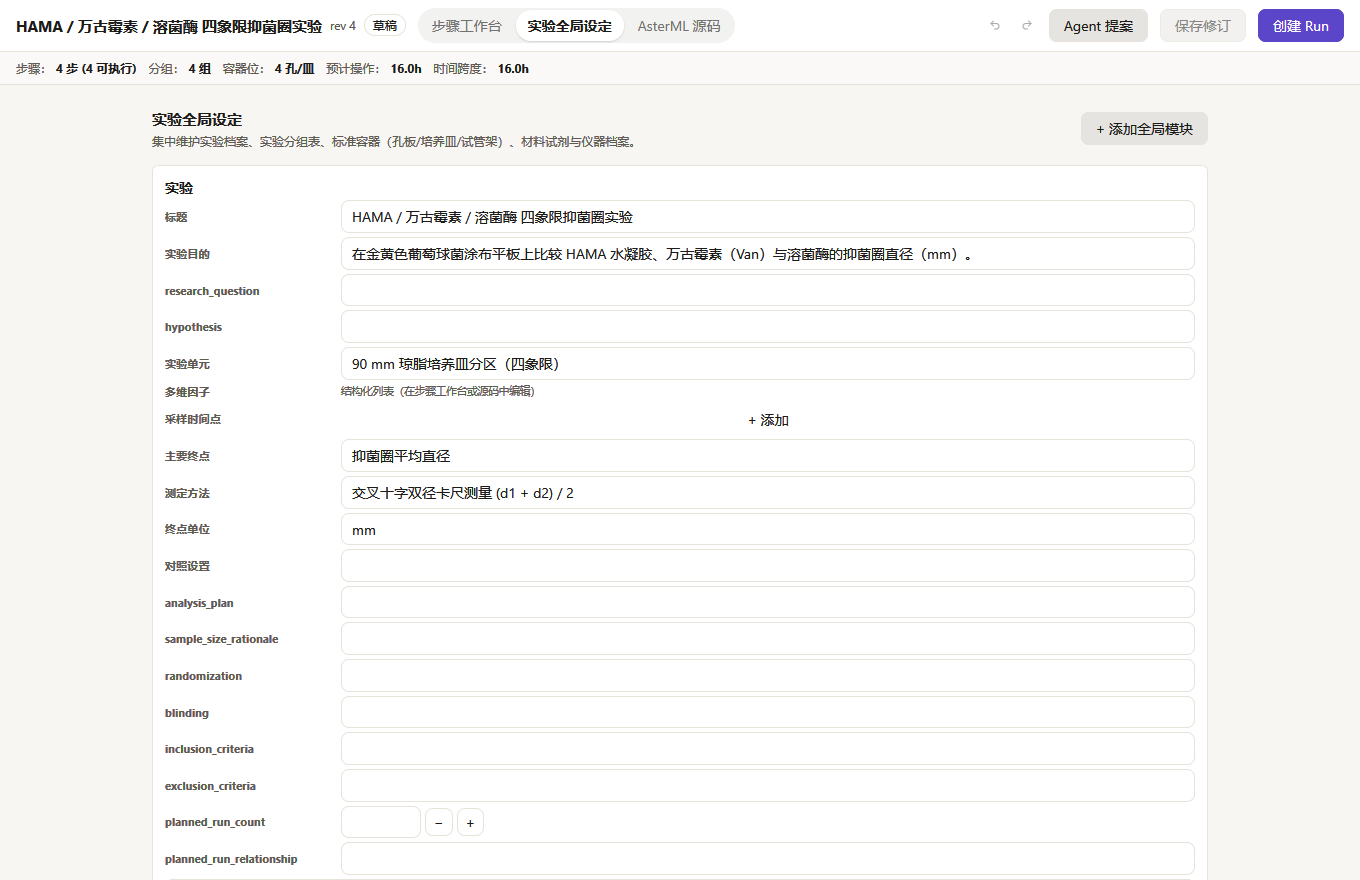 HAMA / 万古霉素 / 溶菌酶 四象限抑菌圈实验 rev 4 草稿 步骤工作台 实验全局设定 AsterML 源码 Agent 提案 保存修订 创建 Run
步骤： 4 步 (4 可执行) 分组： 4 组 容器位： 4 孔/皿 预计操作： 16.0h 时间跨度： 16.0h
实验全局设定
集中维护实验档案、实验分组表、标准容器（孔板/培养皿/试管架）、材料试剂与仪器档案。
+ 添加全局模块
实验
标题 HAMA / 万古霉素 / 溶菌酶 四象限抑菌圈实验
实验目的 在金黄色葡萄球菌涂布平板上比较 HAMA 水凝胶、万古霉素（Van）与溶菌酶的抑菌圈直径（mm）。
research_question
hypothesis
实验单元 90 mm 琼脂培养皿分区（四象限）
多维因子 结构化列表（在步骤工作台或源码中编辑）
采样时间点 + 添加
主要终点 抑菌圈平均直径
测定方法 交叉十字双径卡尺测量 (d1 + d2) / 2
终点单位 mm
对照设置
analysis_plan
sample_size_rationale
randomization
blinding
inclusion_criteria
exclusion_criteria
planned_run_count − +
planned_run_relationship